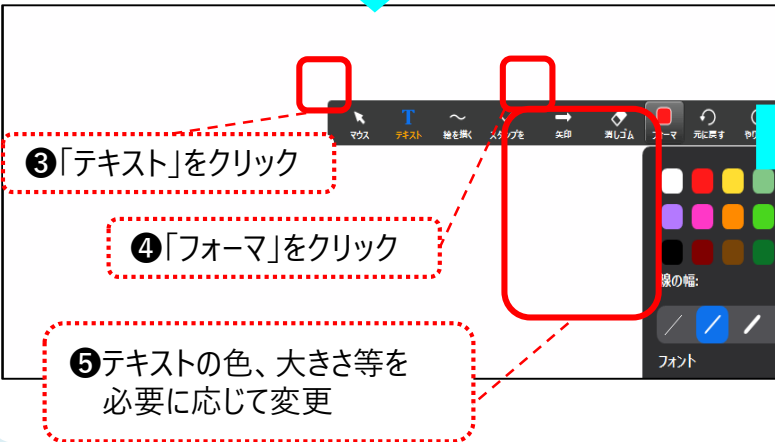 マウス テキスト 絵を描く スタンプを 矢印 消しゴム フォーマ 元に戻す やり
❸「テキスト」をクリック
❹「フォーマ」をクリック
線の幅:
フォント
❺テキストの色、大きさ等を
必要に応じて変更